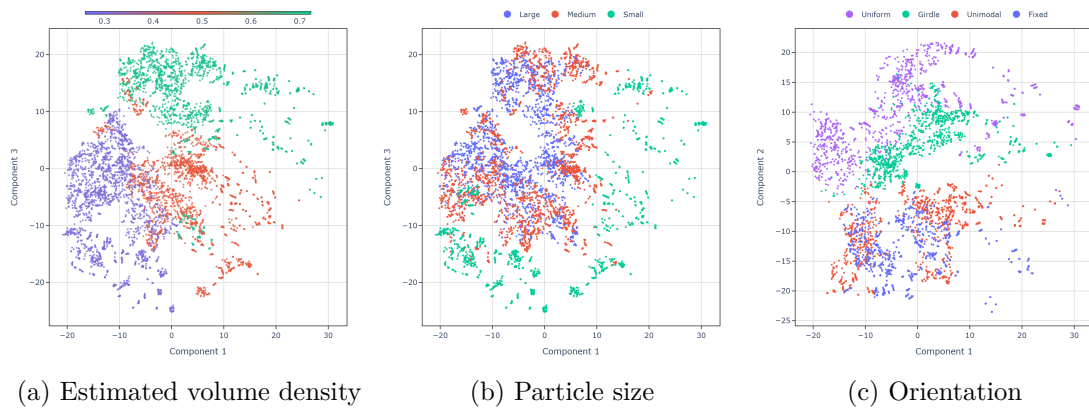 0.3 0.4 0.5 0.6 0.7
20
10
0
−10
−20
Component 3
−20 −10 0 10 20 30
Component 1
(a) Estimated volume density
Large Medium Small
20
10
0
−10
−20
Component 3
−20 −10 0 10 20 30
Component 1
(b) Particle size
Uniform Girdle Unimodal Fixed
20
15
10
5
0
−5
−10
−15
−20
−25
Component 2
−20 −10 0 10 20 30
Component 1
(c) Orientation